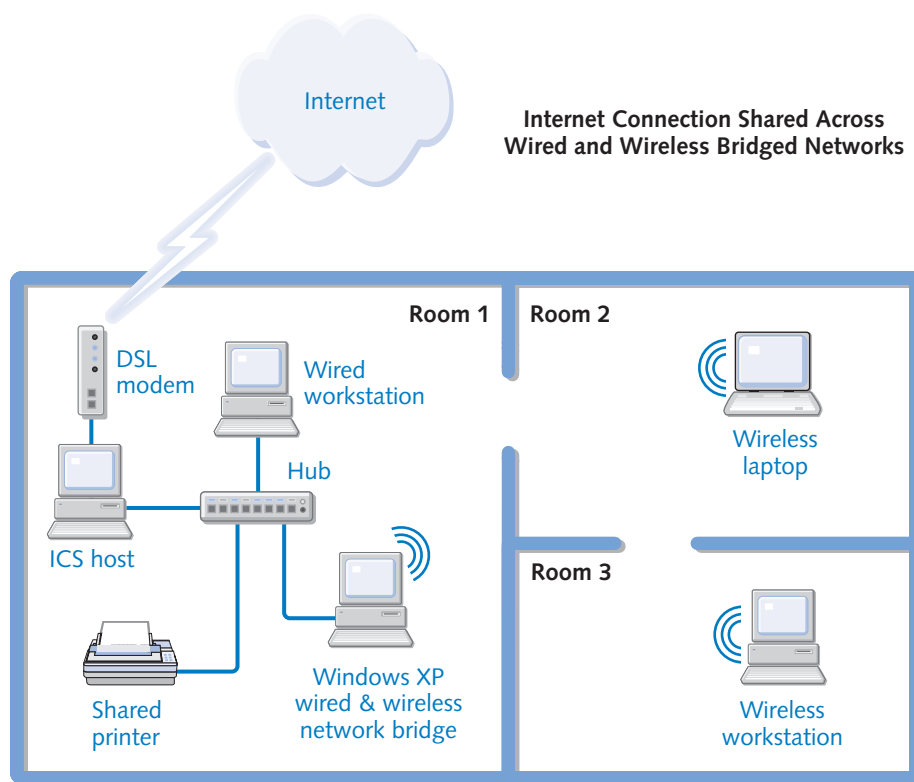 Internet
Internet Connection Shared Across
Wired and Wireless Bridged Networks
Room 1
Room 2
DSL
modem
Wired
workstation
Wireless
laptop
Hub
ICS host
Room 3
Windows XP
wired & wireless
network bridge
Shared
printer
Wireless
workstation